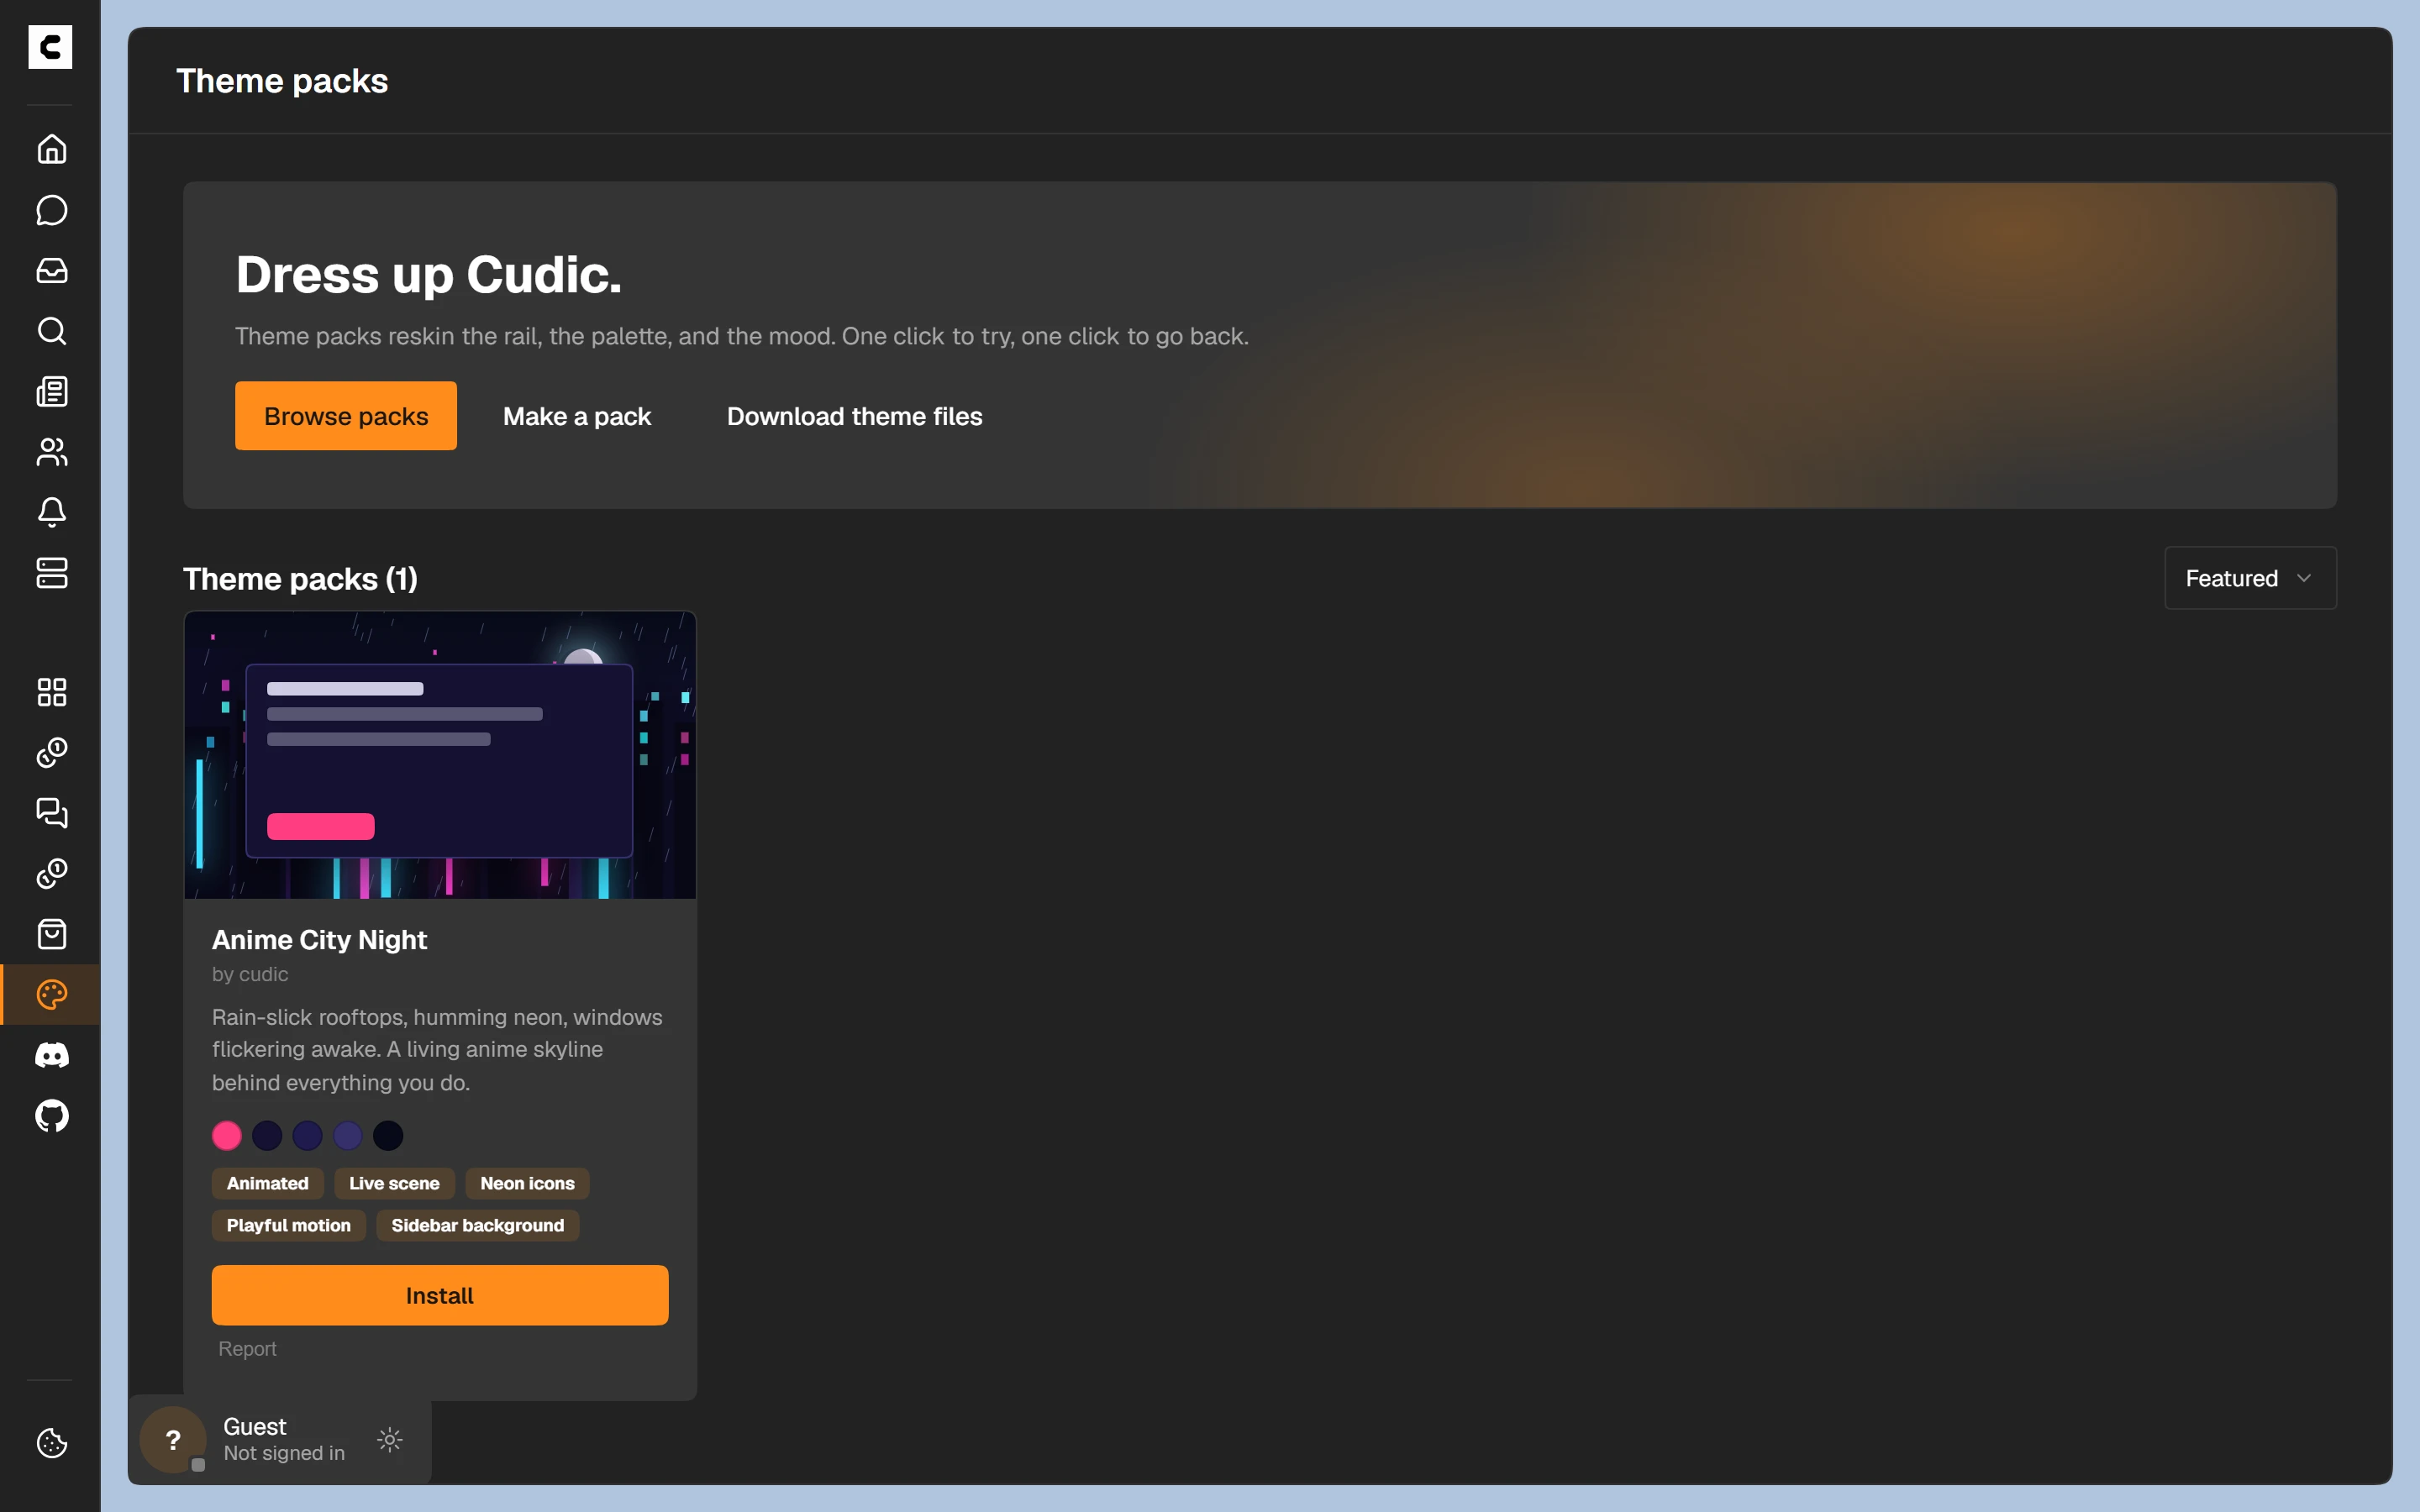 Theme packs
Dress up Cudic.
Theme packs reskin the rail, the palette, and the mood. One click to try, one click to go back.
Browse packs
Make a pack
Download theme files
Theme packs (1)
Featured
Anime City Night
by cudic
Rain-slick rooftops, humming neon, windows
flickering awake. A living anime skyline
behind everything you do.
Animated
Live scene
Neon icons
Playful motion
Sidebar background
Install
Report
?
Guest
Not signed in